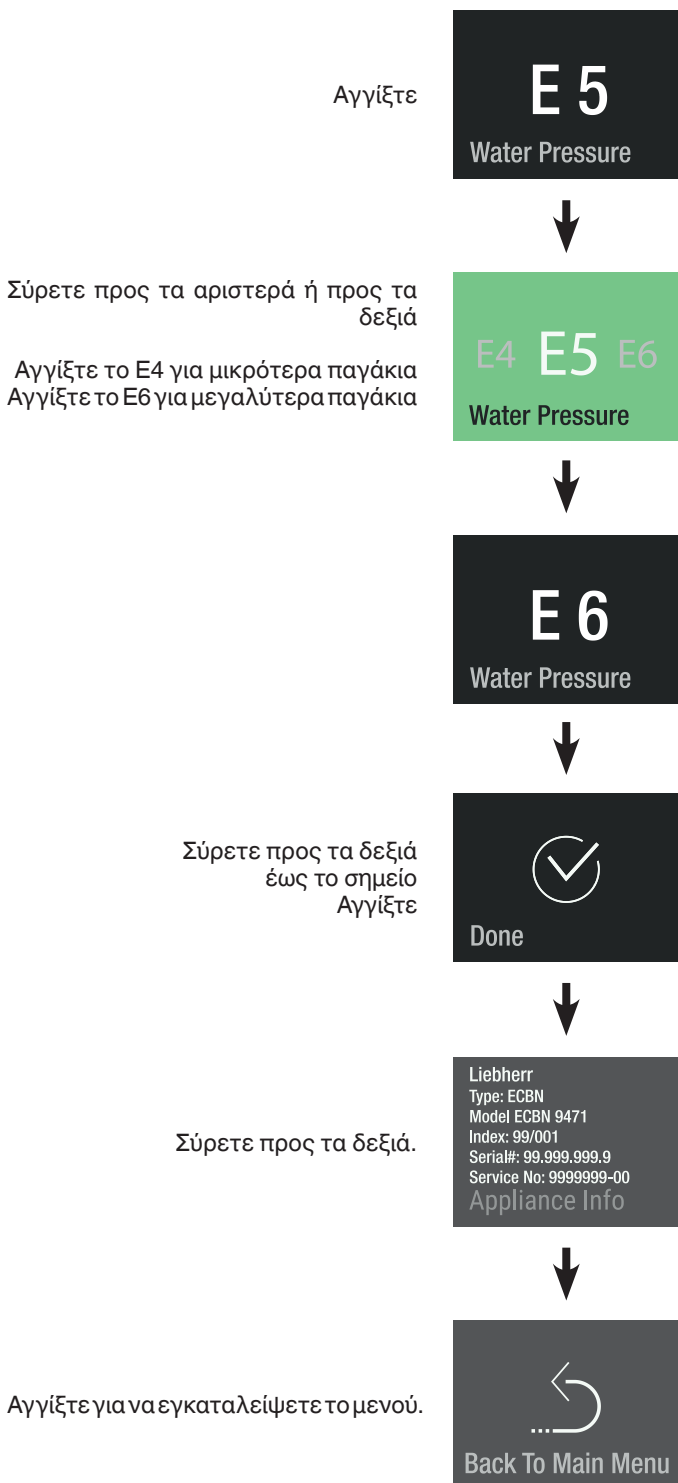 Αγγίξτε
E 5
Water Pressure
Σύρετε προς τα αριστερά ή προς τα
δεξιά
Αγγίξτε το E4 για μικρότερα παγάκια
Αγγίξτε το E6 για μεγαλύτερα παγάκια
E4 E5 E6
Water Pressure
E 6
Water Pressure
Σύρετε προς τα δεξιά
έως το σημείο
Αγγίξτε
Done
Σύρετε προς τα δεξιά.
Liebherr
Type: ECBN
Model ECBN 9471
Index: 99/001
Serial#: 99.999.999.9
Service No: 9999999-00
Appliance Info
Αγγίξτε για να εγκαταλείψετε το μενού.
Back To Main Menu